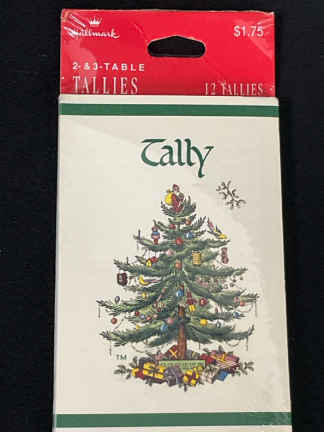 Hallmark
$1.75
2- & 3-TABLE
TALLIES
12 TALLIES
Tally
TM